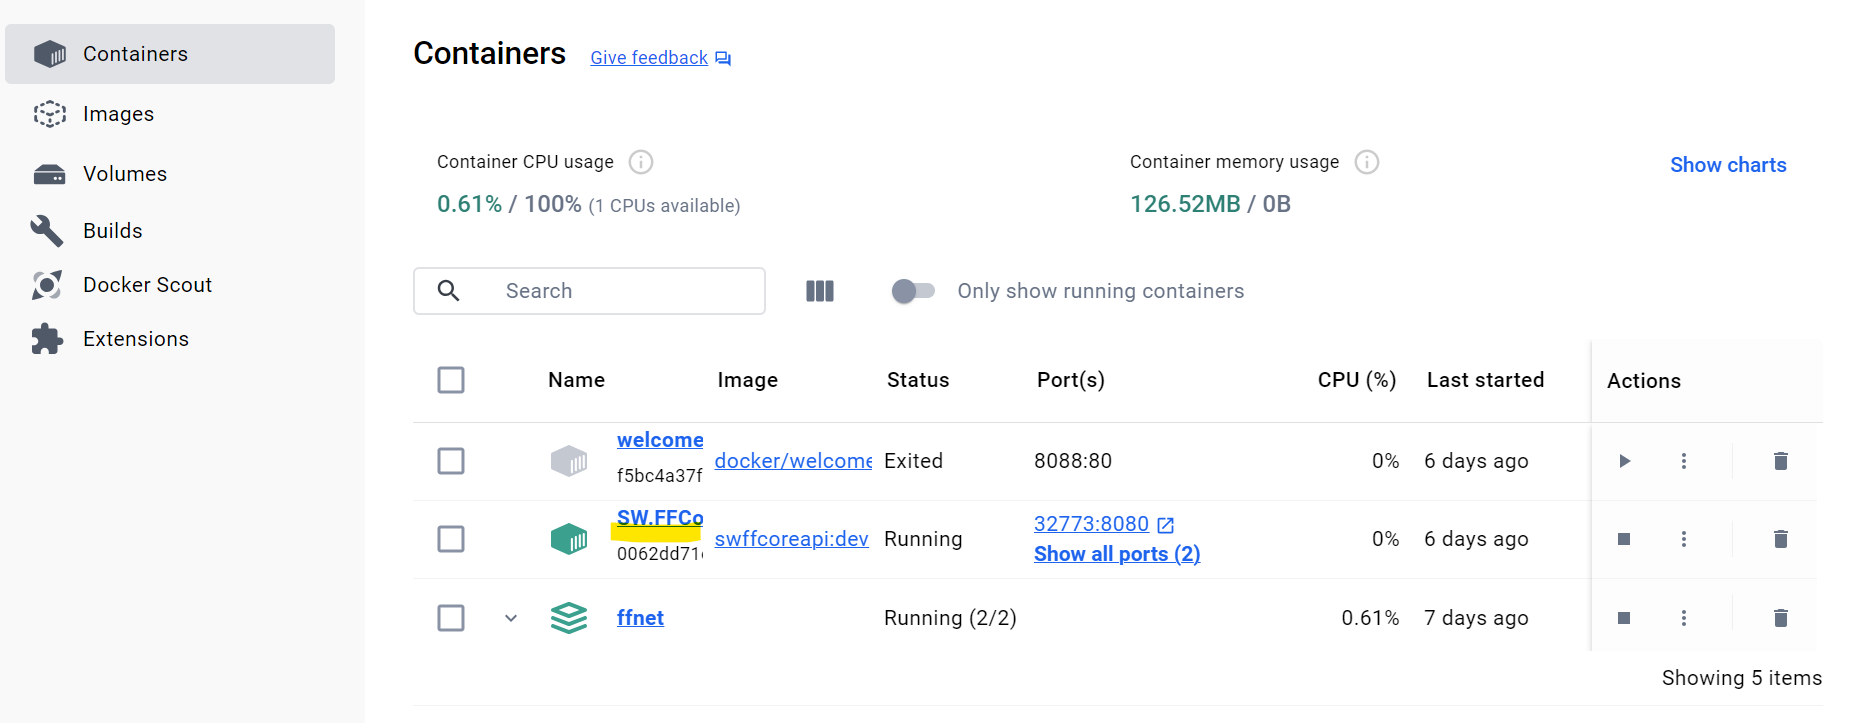 Containers
Images
Volumes
Builds
Docker Scout
Extensions
Containers Give feedback
Container CPU usage
0.61% / 100% (1 CPUs available)
Container memory usage
126.52MB / 0B
Show charts
Search
Only show running containers
Name Image Status Port(s) CPU (%) Last started Actions
welcome
f5bc4a37f
docker/welcome Exited 8088:80 0% 6 days ago
SW.FFCo
0062dd71
swffcoreapi:dev Running
32773:8080
Show all ports (2)
0% 6 days ago
ffnet Running (2/2) 0.61% 7 days ago
Showing 5 items